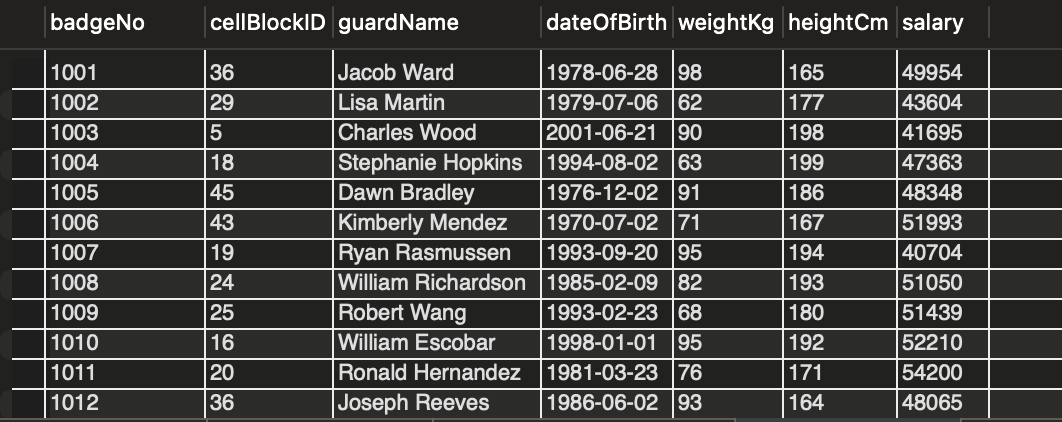 badgeNo cellBlockID guardName dateOfBirth weightKg heightCm salary
1001 36 Jacob Ward 1978-06-28 98 165 49954
1002 29 Lisa Martin 1979-07-06 62 177 43604
1003 5 Charles Wood 2001-06-21 90 198 41695
1004 18 Stephanie Hopkins 1994-08-02 63 199 47363
1005 45 Dawn Bradley 1976-12-02 91 186 48348
1006 43 Kimberly Mendez 1970-07-02 71 167 51993
1007 19 Ryan Rasmussen 1993-09-20 95 194 40704
1008 24 William Richardson 1985-02-09 82 193 51050
1009 25 Robert Wang 1993-02-23 68 180 51439
1010 16 William Escobar 1998-01-01 95 192 52210
1011 20 Ronald Hernandez 1981-03-23 76 171 54200
1012 36 Joseph Reeves 1986-06-02 93 164 48065